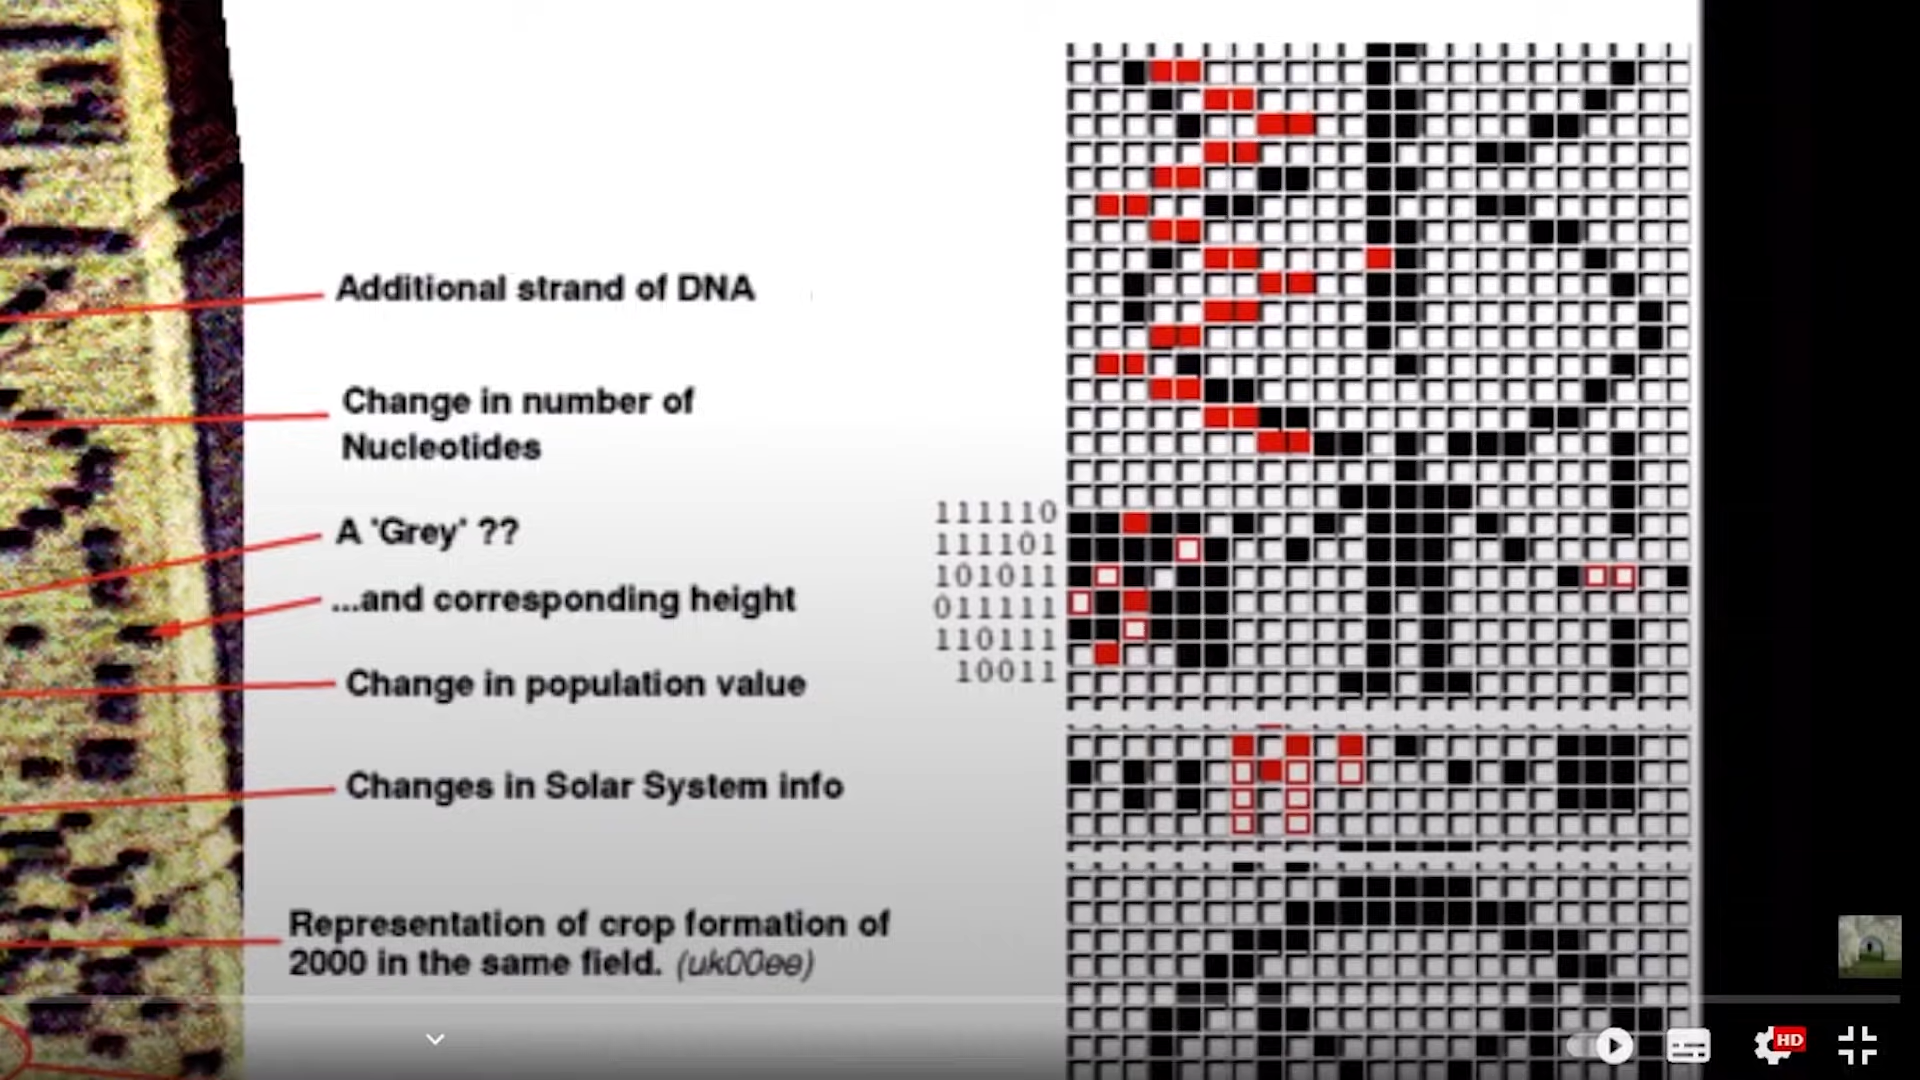 Additional strand of DNA
Change in number of
Nucleotides
A 'Grey' ??
...and corresponding height
Change in population value
Changes in Solar System info
Representation of crop formation of
2000 in the same field. (uk00ee)
111110
111101
101011
011111
110111
10011
HD